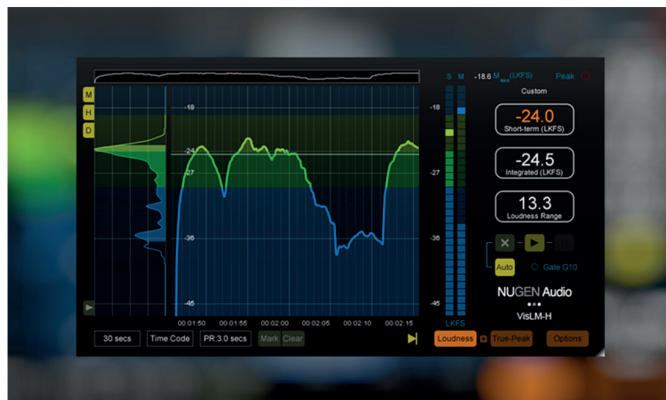 S M -18.6 Mmax(LKFS) Peak
Custom
M
H
D
-18
-27
-36
-45
-18
-27
-36
-45
-24.0
Short-term (LKFS)
-24.5
Integrated (LKFS)
13.3
Loudness Range
Auto
Gate G10
NUGEN Audio
VisLM-H
00:01:50 00:01:55 00:02:00 00:02:05 00:02:10 00:02:15
LKFS
30 secs Time Code PR:3.0 secs Mark Clear Loudness True-Peak Options